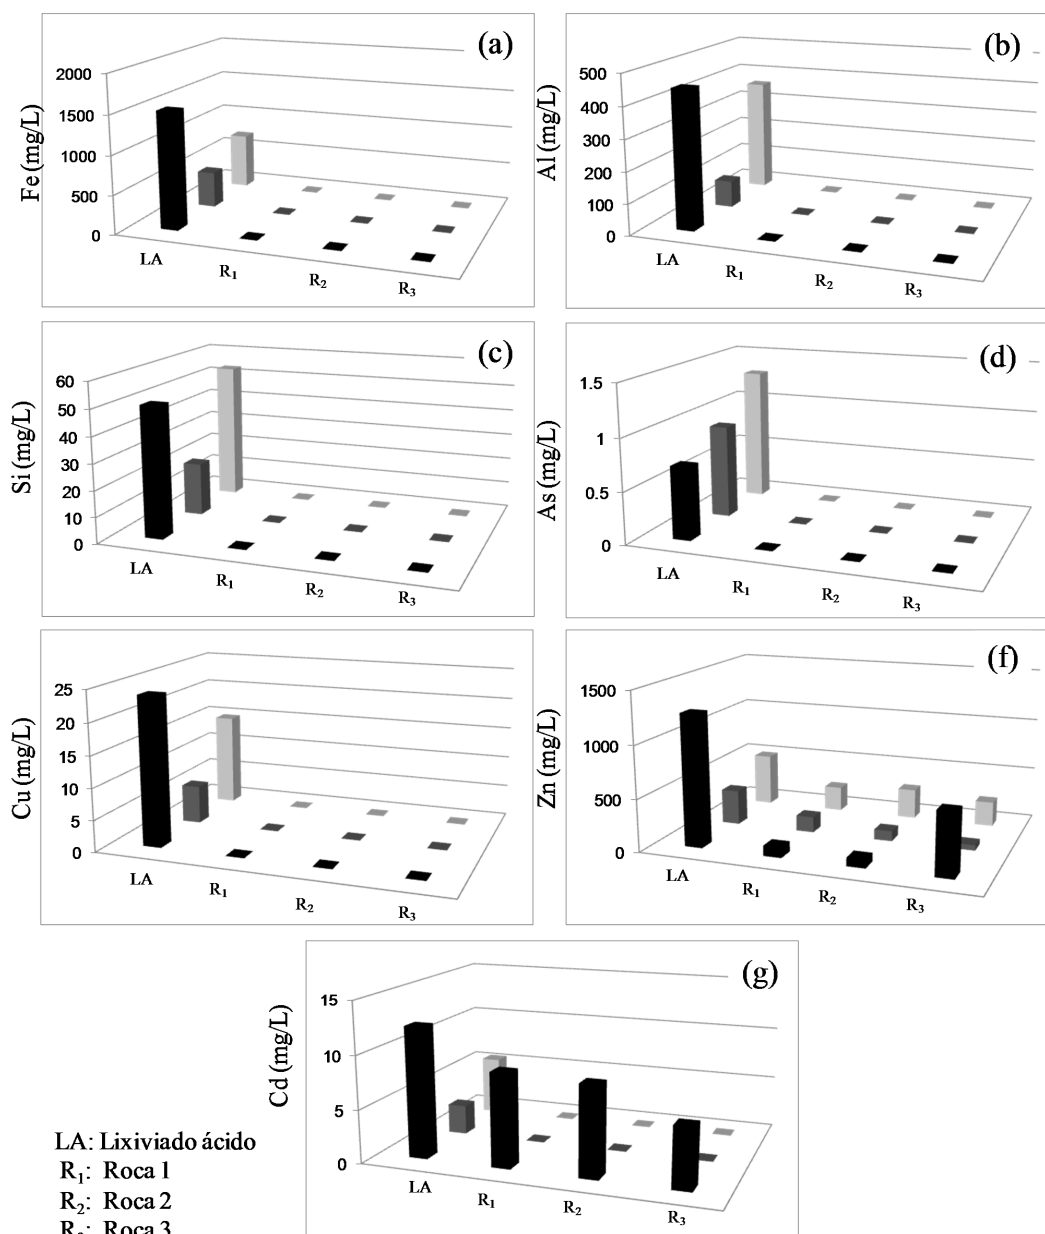 (a)
Fe (mg/L)
2000
1500
1000
500
0
LA
R₁
R₂
R₃
(b)
Al (mg/L)
500
400
300
200
100
0
LA
R₁
R₂
R₃
(c)
Si (mg/L)
60
50
40
30
20
10
0
LA
R₁
R₂
R₃
(d)
As (mg/L)
1.5
1
0.5
0
LA
R₁
R₂
R₃
Cu (mg/L)
25
20
15
10
5
0
LA
R₁
R₂
R₃
(f)
Zn (mg/L)
1500
1000
500
0
LA
R₁
R₂
R₃
(g)
Cd (mg/L)
15
10
5
0
LA
R₁
R₂
R₃
LA: Lixiviado ácido
R₁: Roca 1
R₂: Roca 2
R₃: Roca 3